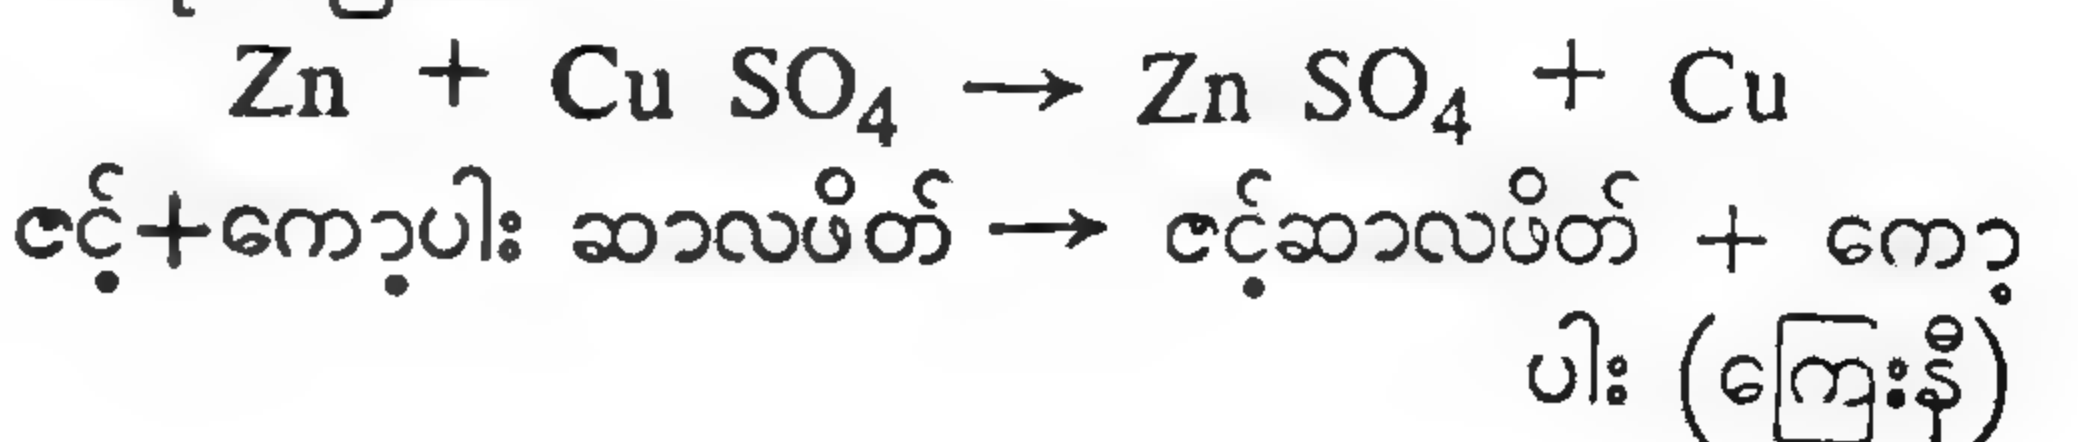 Zn + Cu SO₄ → Zn SO₄ + Cu
ဇင့်+ကော့ပါး ဆာလဖိတ် → ဇင့်ဆာလဖိတ် + ကော့
ပါး (ကြေးနီ)